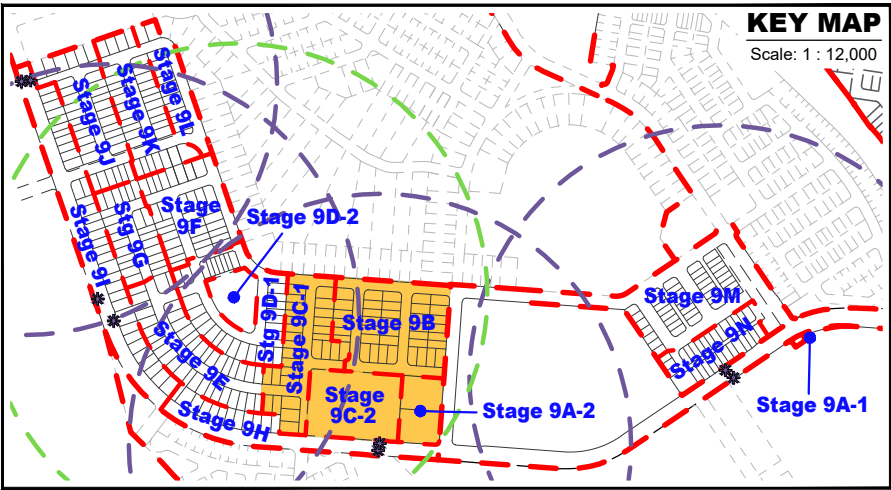 KEY MAP
Scale: 1 : 12,000
Stage 9J
Stage 9K
Stage 9L
Stage 9I
Stg 9G
Stage
9F
Stage 9D-2
Stg 9D-1
Stage 9C-1
Stage 9B
Stage 9E
Stage 9H
Stage
9C-2
Stage 9A-2
Stage 9M
Stage 9N
Stage 9A-1